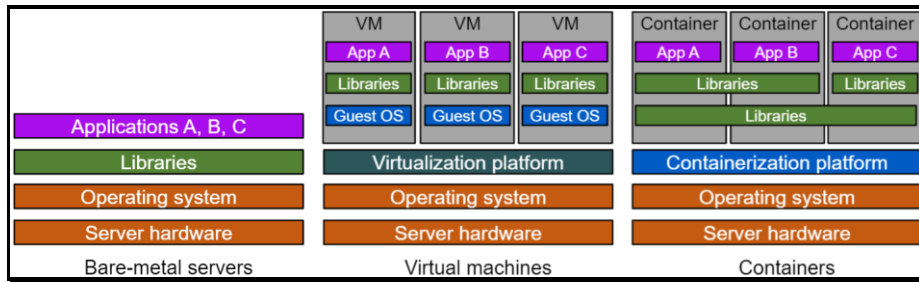 VM VM VM Container Container Container
App A App B App C App A App B App C
Libraries Libraries Libraries Libraries Libraries
Guest OS Guest OS Guest OS Libraries
Applications A, B, C
Libraries Virtualization platform Containerization platform
Operating system Operating system Operating system
Server hardware Server hardware Server hardware
Bare-metal servers Virtual machines Containers